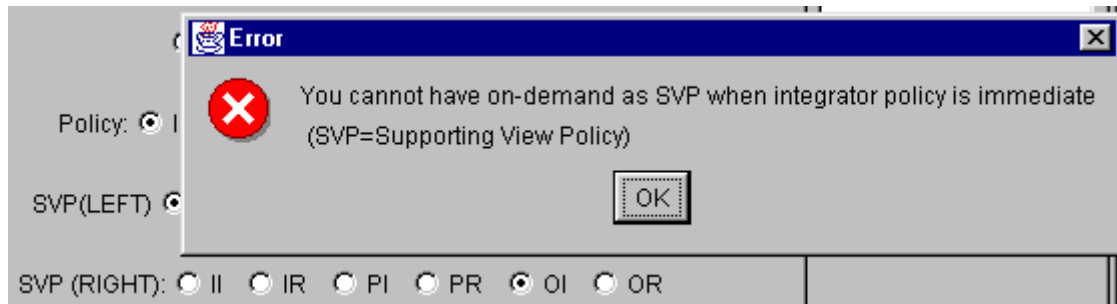 Error
You cannot have on-demand as SVP when integrator policy is immediate
(SVP=Supporting View Policy)
OK
Policy: I
SVP(LEFT)
SVP (RIGHT): II IR PI PR OI OR